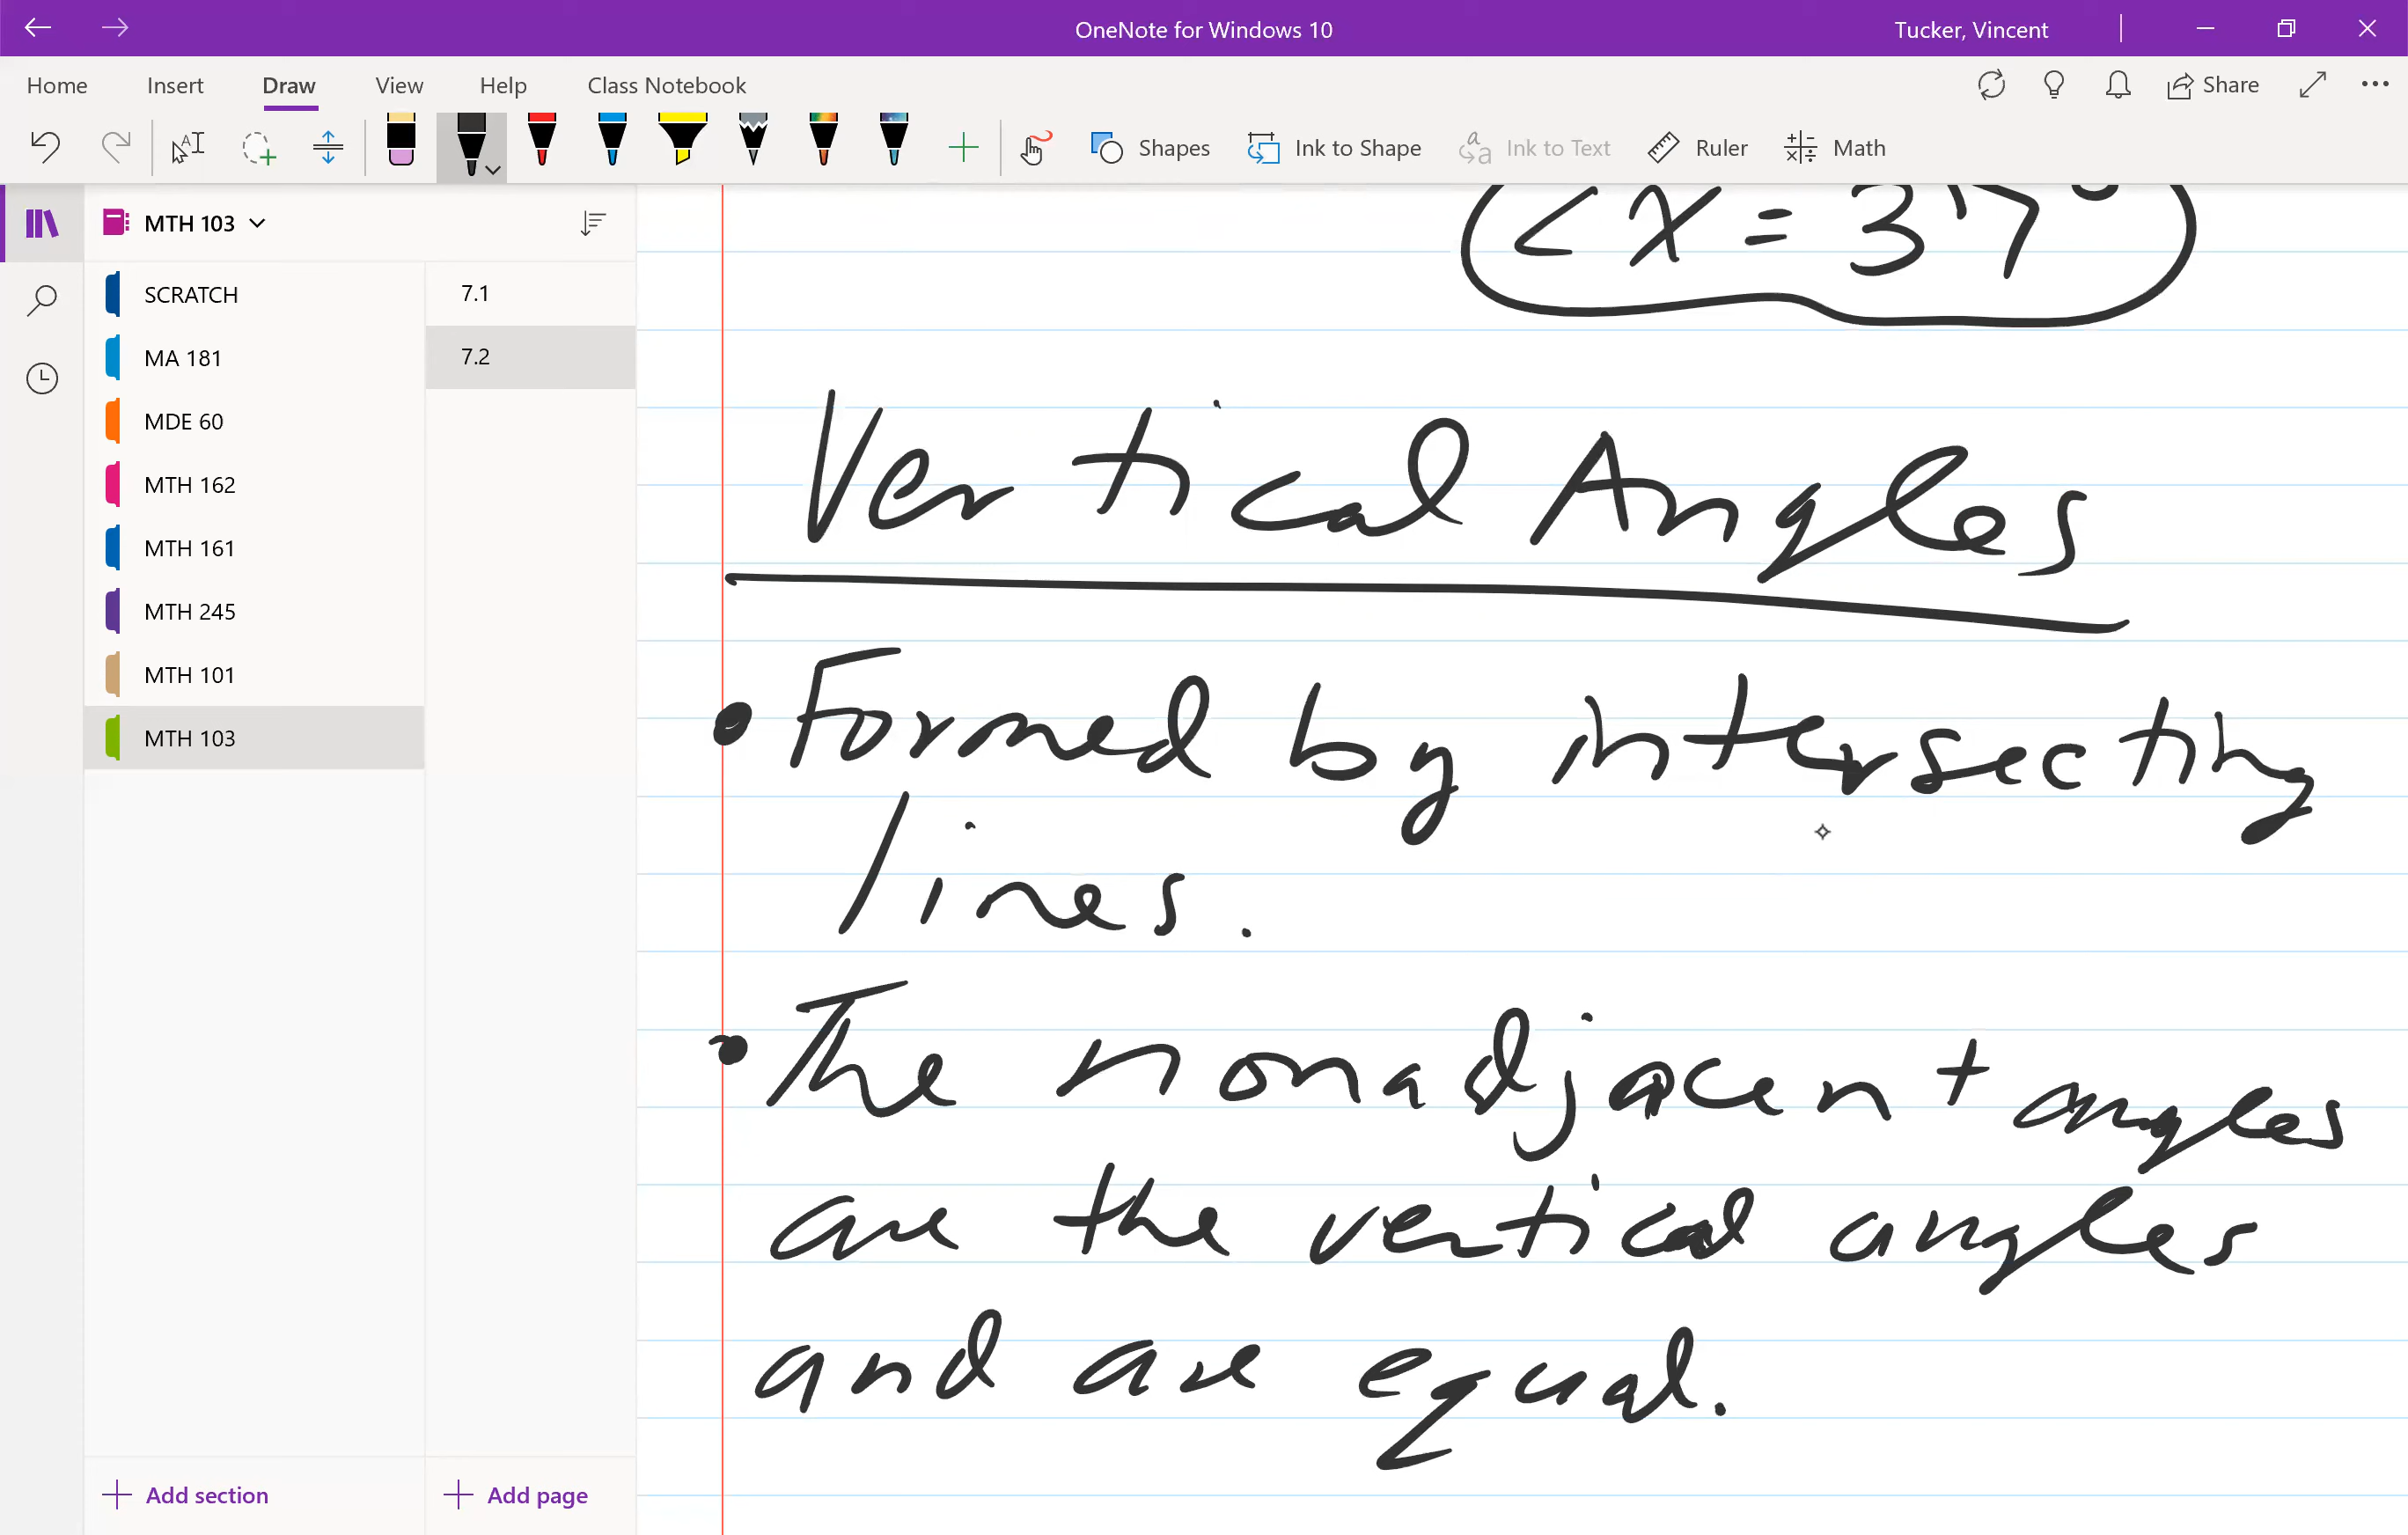 OneNote for Windows 10
Tucker, Vincent
Home Insert Draw View Help Class Notebook
Share
Shapes Ink to Shape Ink to Text Ruler Math
MTH 103
SCRATCH
MA 181
MDE 60
MTH 162
MTH 161
MTH 245
MTH 101
MTH 103
7.1
7.2
Add section
Add page
< X = 37°
Vertical Angles
• Formed by intersecting
lines.
• The nonadjacent angles
are the vertical angles
and are equal.